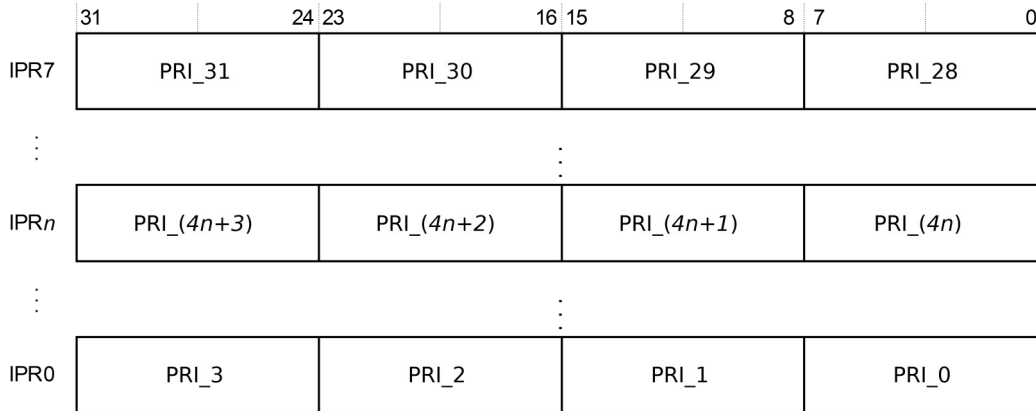 31 24 23 16 15 8 7 0
IPR7 PRI_31 PRI_30 PRI_29 PRI_28
IPRn PRI_(4n+3) PRI_(4n+2) PRI_(4n+1) PRI_(4n)
IPR0 PRI_3 PRI_2 PRI_1 PRI_0